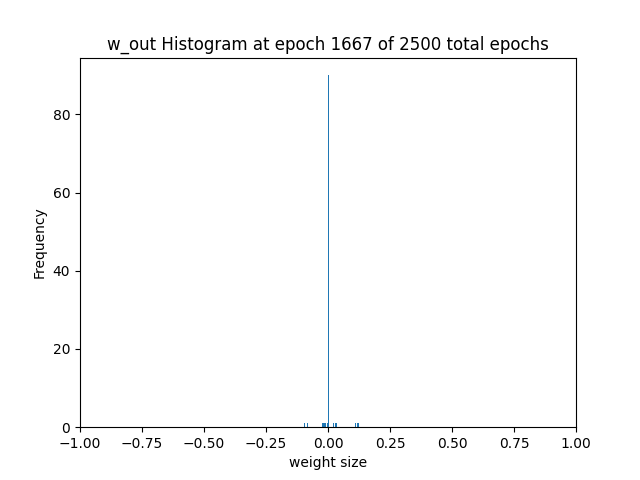 w_out Histogram at epoch 1667 of 2500 total epochs
80
60
40
20
0
Frequency
−1.00 −0.75 −0.50 −0.25 0.00 0.25 0.50 0.75 1.00
weight size